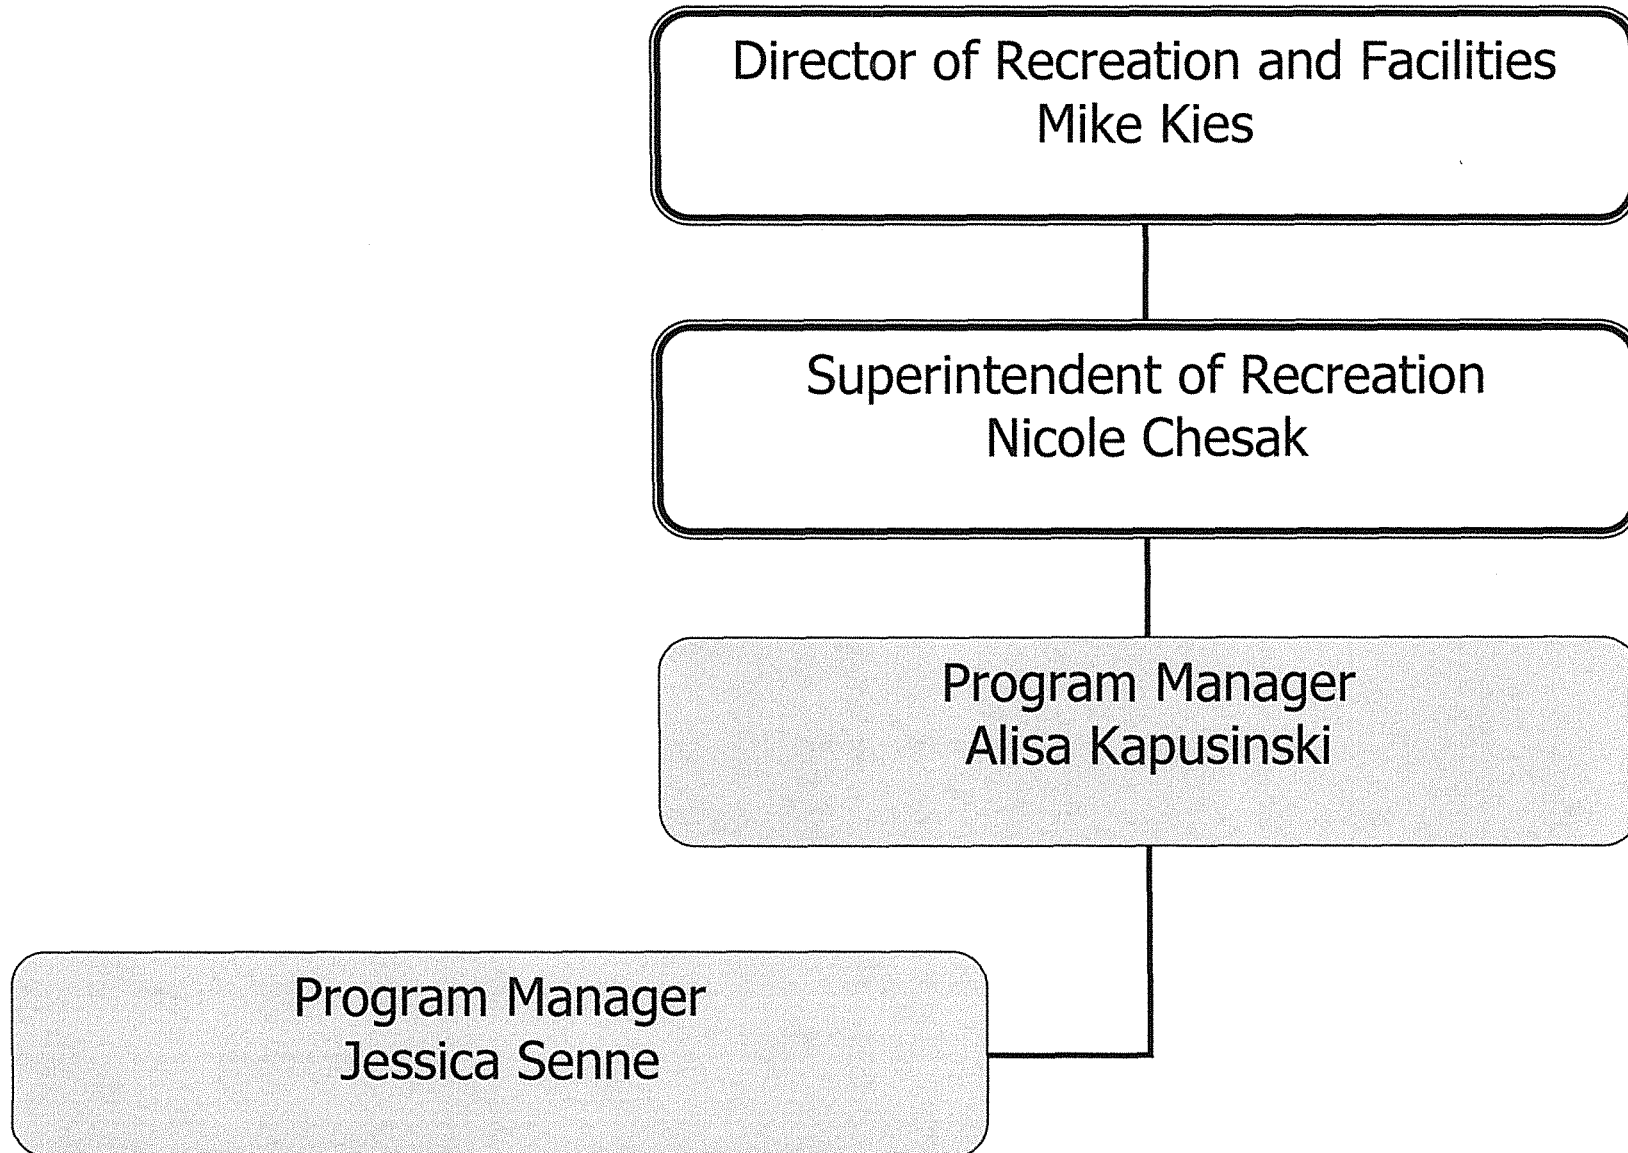 Director of Recreation and Facilities
Mike Kies
Superintendent of Recreation
Nicole Chesak
Program Manager
Alisa Kapusinski
Program Manager
Jessica Senne